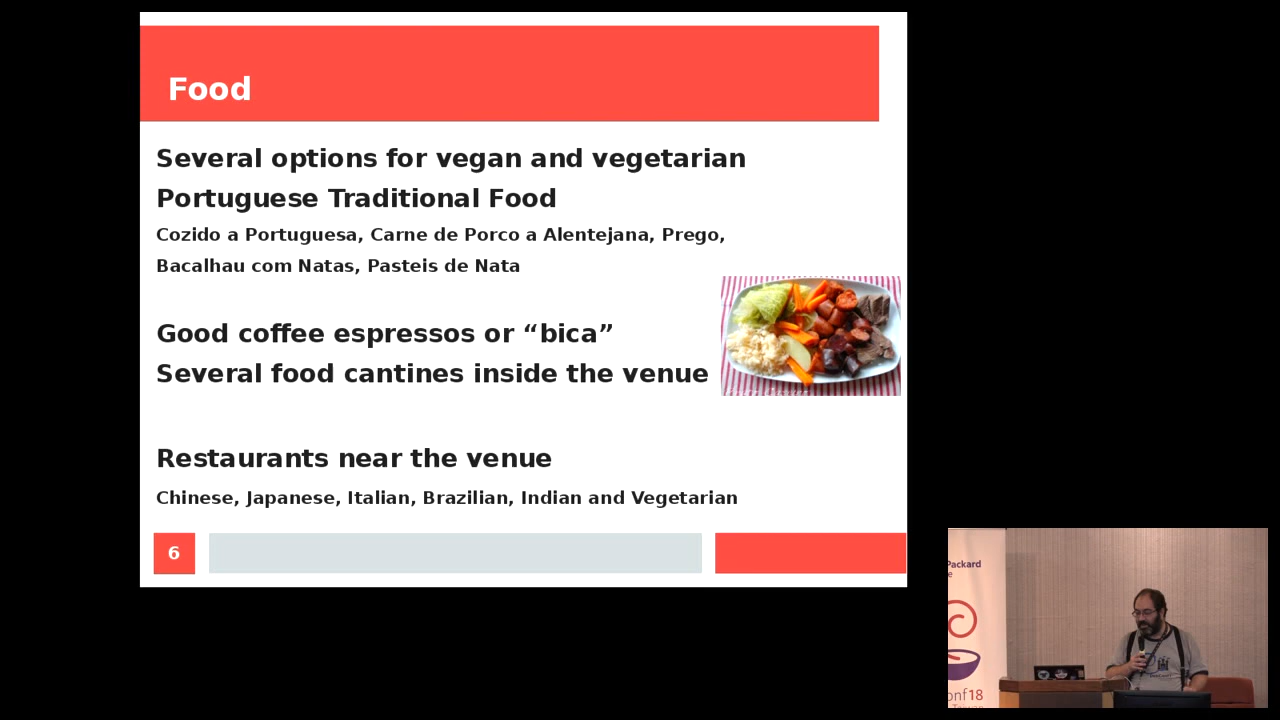 Food
Several options for vegan and vegetarian
Portuguese Traditional Food
Cozido a Portuguesa, Carne de Porco a Alentejana, Prego,
Bacalhau com Natas, Pasteis de Nata
Good coffee espressos or “bica”
Several food cantines inside the venue
Restaurants near the venue
Chinese, Japanese, Italian, Brazilian, Indian and Vegetarian
6
Packard
e
onf18